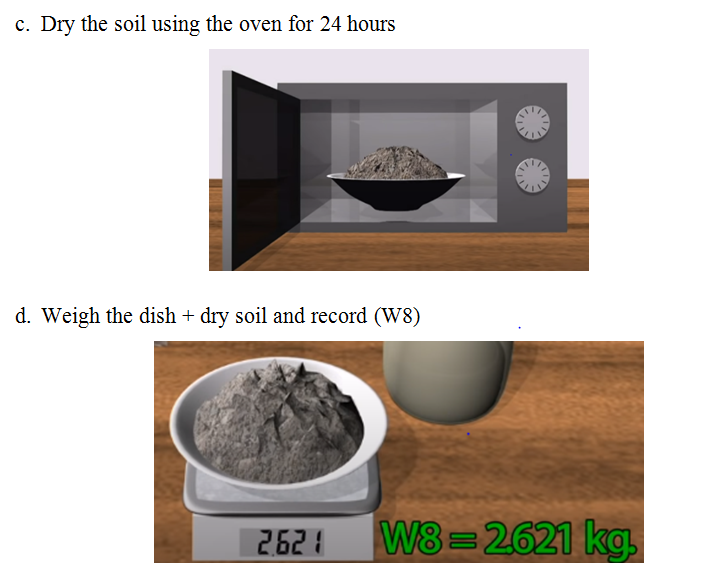 c. Dry the soil using the oven for 24 hours
d. Weigh the dish + dry soil and record (W8)
2.621
W8 = 2.621 kg.